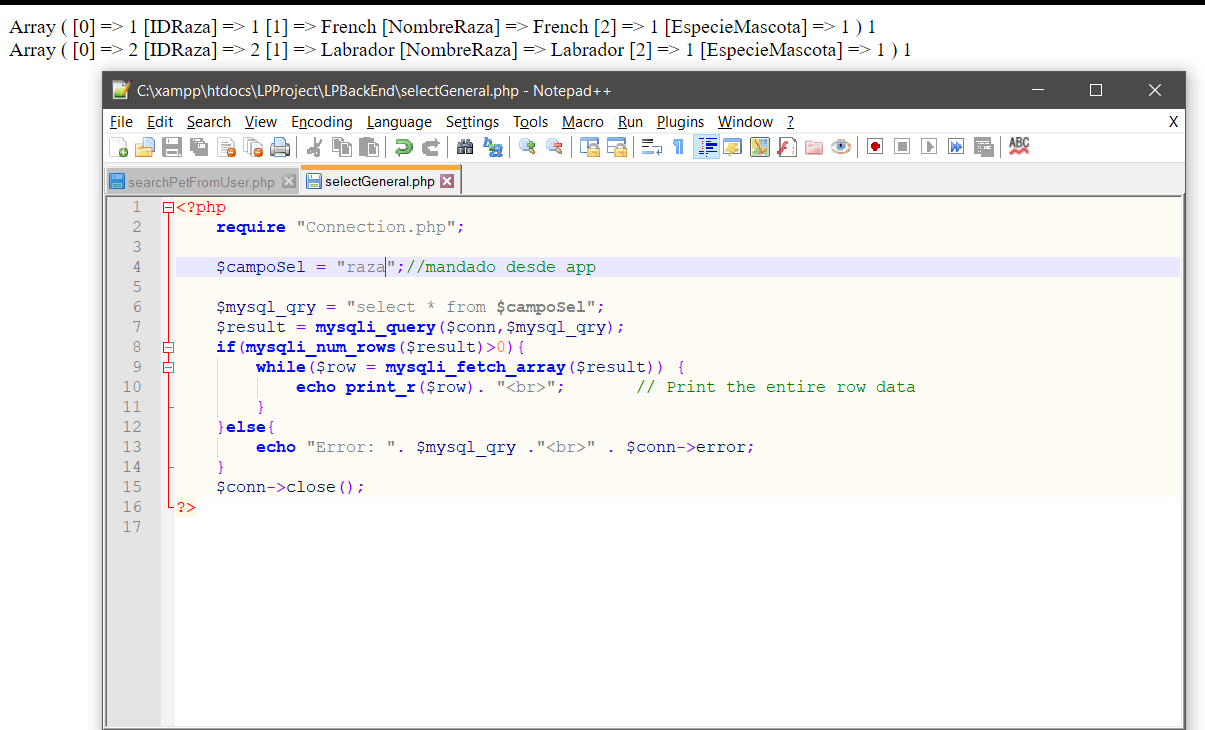 Array ( [0] => 1 [IDRaza] => 1 [1] => French [NombreRaza] => French [2] => 1 [EspecieMascota] => 1 ) 1
Array ( [0] => 2 [IDRaza] => 2 [1] => Labrador [NombreRaza] => Labrador [2] => 1 [EspecieMascota] => 1 ) 1
C:\xampp\htdocs\LPProject\LPBackEnd\selectGeneral.php - Notepad++
File Edit Search View Encoding Language Settings Tools Macro Run Plugins Window ? X
ABC
searchPetFromUser.php selectGeneral.php
1 <?php
2 require "Connection.php";
3
4 $campoSel = "raza";//mandado desde app
5
6 $mysql_qry = "select * from $campoSel";
7 $result = mysqli_query($conn,$mysql_qry);
8 if(mysqli_num_rows($result)>0){
9 while($row = mysqli_fetch_array($result)) {
10 echo print_r($row). "<br>"; // Print the entire row data
11 }
12 }else{
13 echo "Error: ". $mysql_qry ."<br>" . $conn->error;
14 }
15 $conn->close();
16 ?>
17